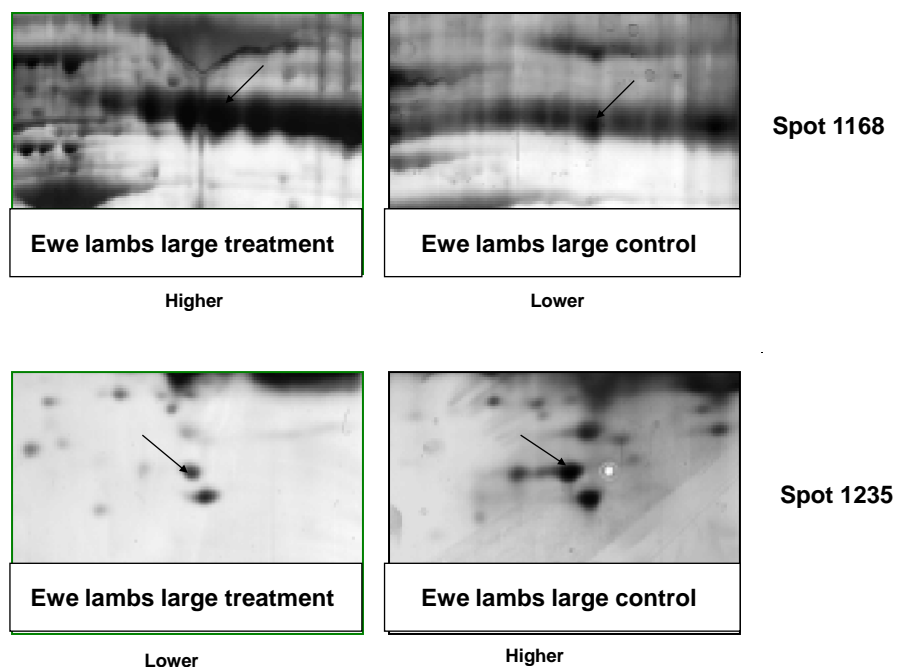 Spot 1168
Ewe lambs large treatment
Ewe lambs large control
Higher
Lower
Spot 1235
Ewe lambs large treatment
Ewe lambs large control
Lower
Higher